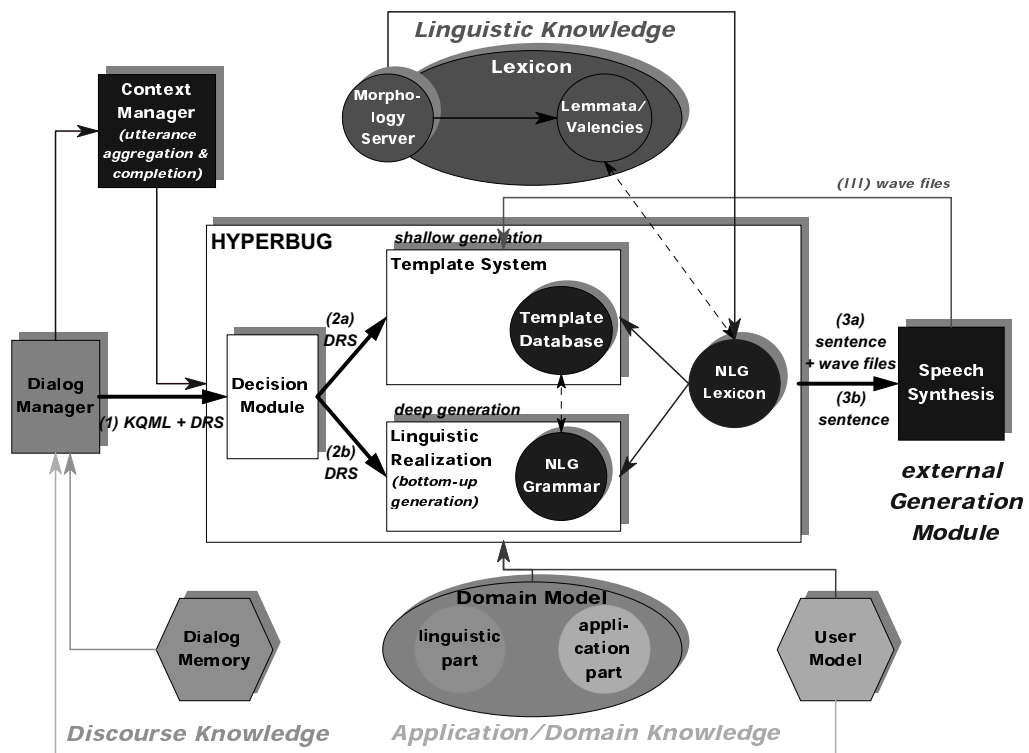 Linguistic Knowledge
Lexicon
Morpho-
logy
Server
Lemmata/
Valencies
Context
Manager
(utterance
aggregation &
completion)
(III) wave files
HYPERBUG
shallow generation
Template System
Template
Database
(2a)
DRS
Decision
Module
(2b)
DRS
deep generation
Linguistic
Realization
(bottom-up
generation)
NLG
Grammar
NLG
Lexicon
(3a)
sentence
+ wave files
(3b)
sentence
Speech
Synthesis
external
Generation
Module
Dialog
Manager
(1) KQML + DRS
Dialog
Memory
Domain Model
linguistic
part
appli-
cation
part
User
Model
Discourse Knowledge
Application/Domain Knowledge